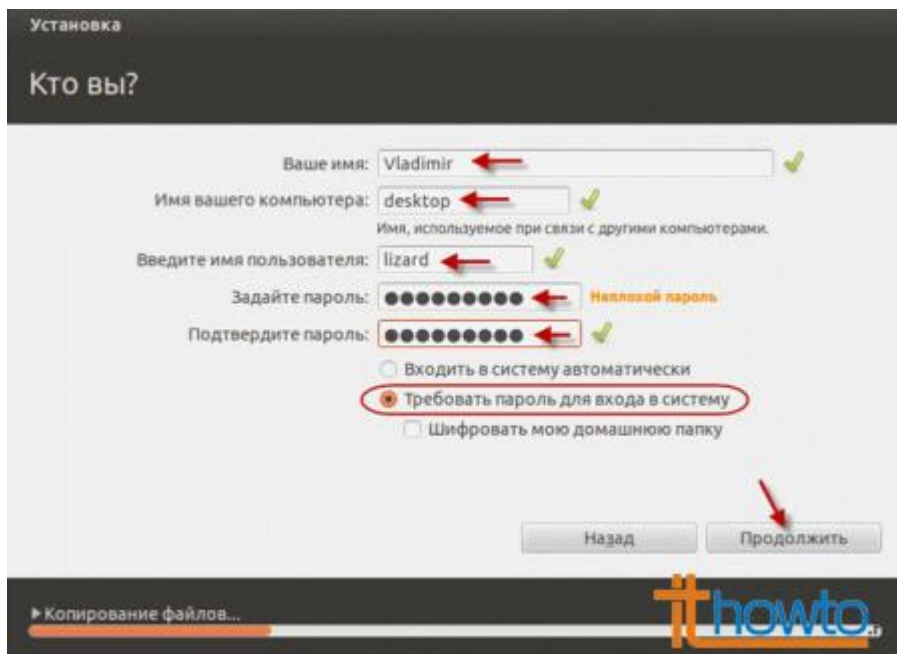 Установка
Кто вы?
Ваше имя: Vladimir
Имя вашего компьютера: desktop
Имя, используемое при связи с другими компьютерами.
Введите имя пользователя: lizard
Задайте пароль: ●●●●●●●●● Неплохой пароль
Подтвердите пароль: ●●●●●●●●●
Входить в систему автоматически
Требовать пароль для входа в систему
Шифровать мою домашнюю папку
Назад Продолжить
Копирование файлов...
it howto